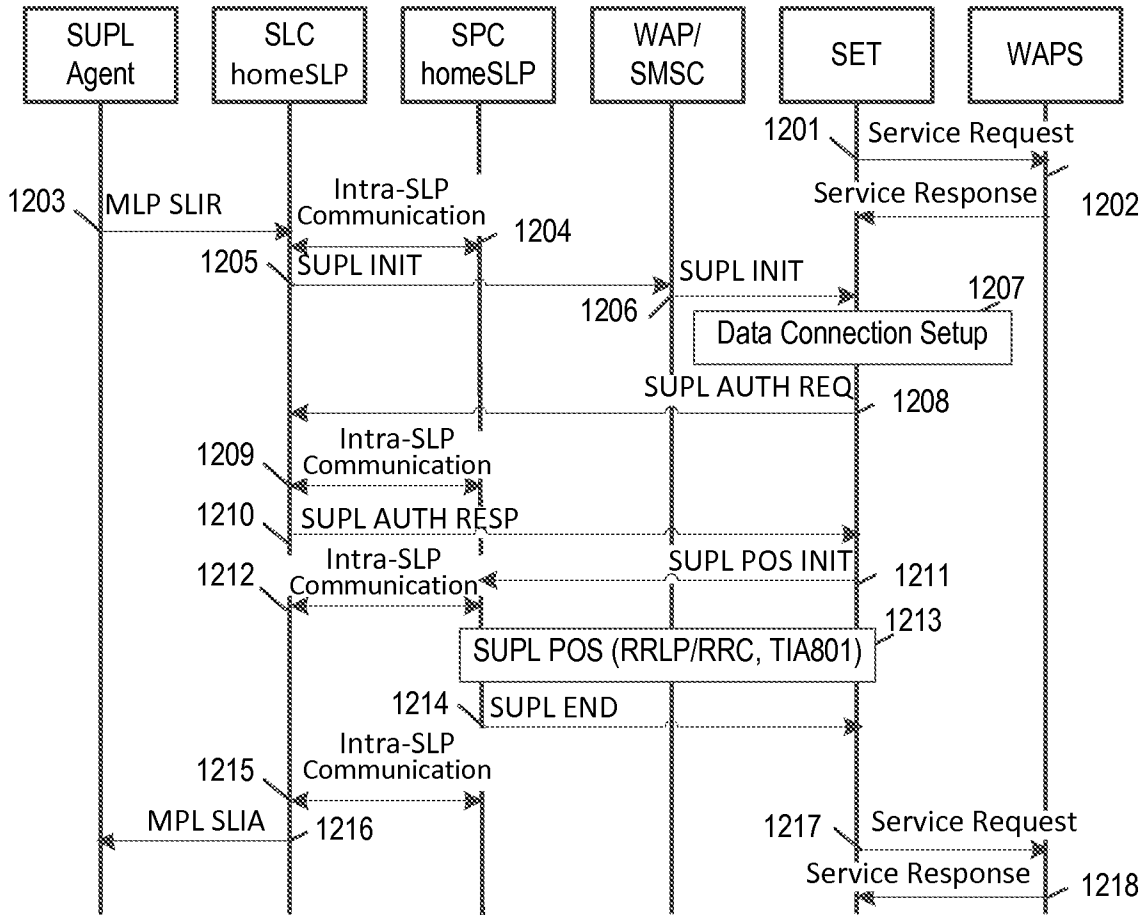 SUPL
Agent
SLC
homeSLP
SPC
homeSLP
WAP/
SMSC
SET
WAPS
1201
Service Request
Service Response
1202
1203
MLP SLIR
Intra-SLP
Communication
1204
1205
SUPL INIT
SUPL INIT
1206
1207
Data Connection Setup
SUPL AUTH REQ
1208
Intra-SLP
Communication
1209
1210
SUPL AUTH RESP
Intra-SLP
Communication
1212
SUPL POS INIT
1211
1213
SUPL POS (RRLP/RRC, TIA801)
1214
SUPL END
Intra-SLP
Communication
1215
MPL SLIA
1216
1217
Service Request
Service Response
1218